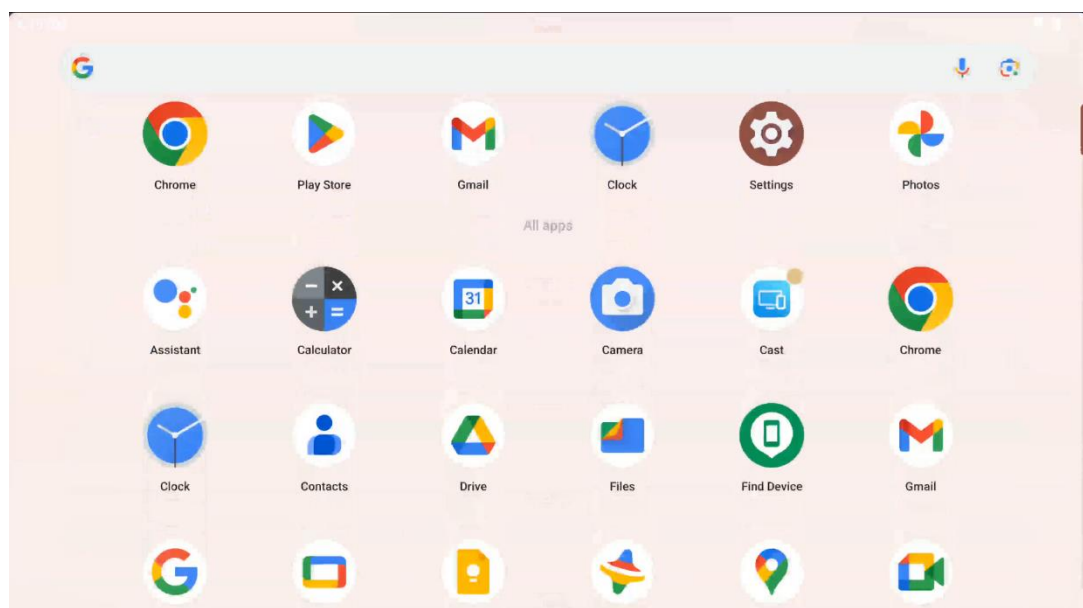 Chrome Play Store Gmail Clock Settings Photos
All apps
Assistant Calculator Calendar Camera Cast Chrome
31
Clock Contacts Drive Files Find Device Gmail